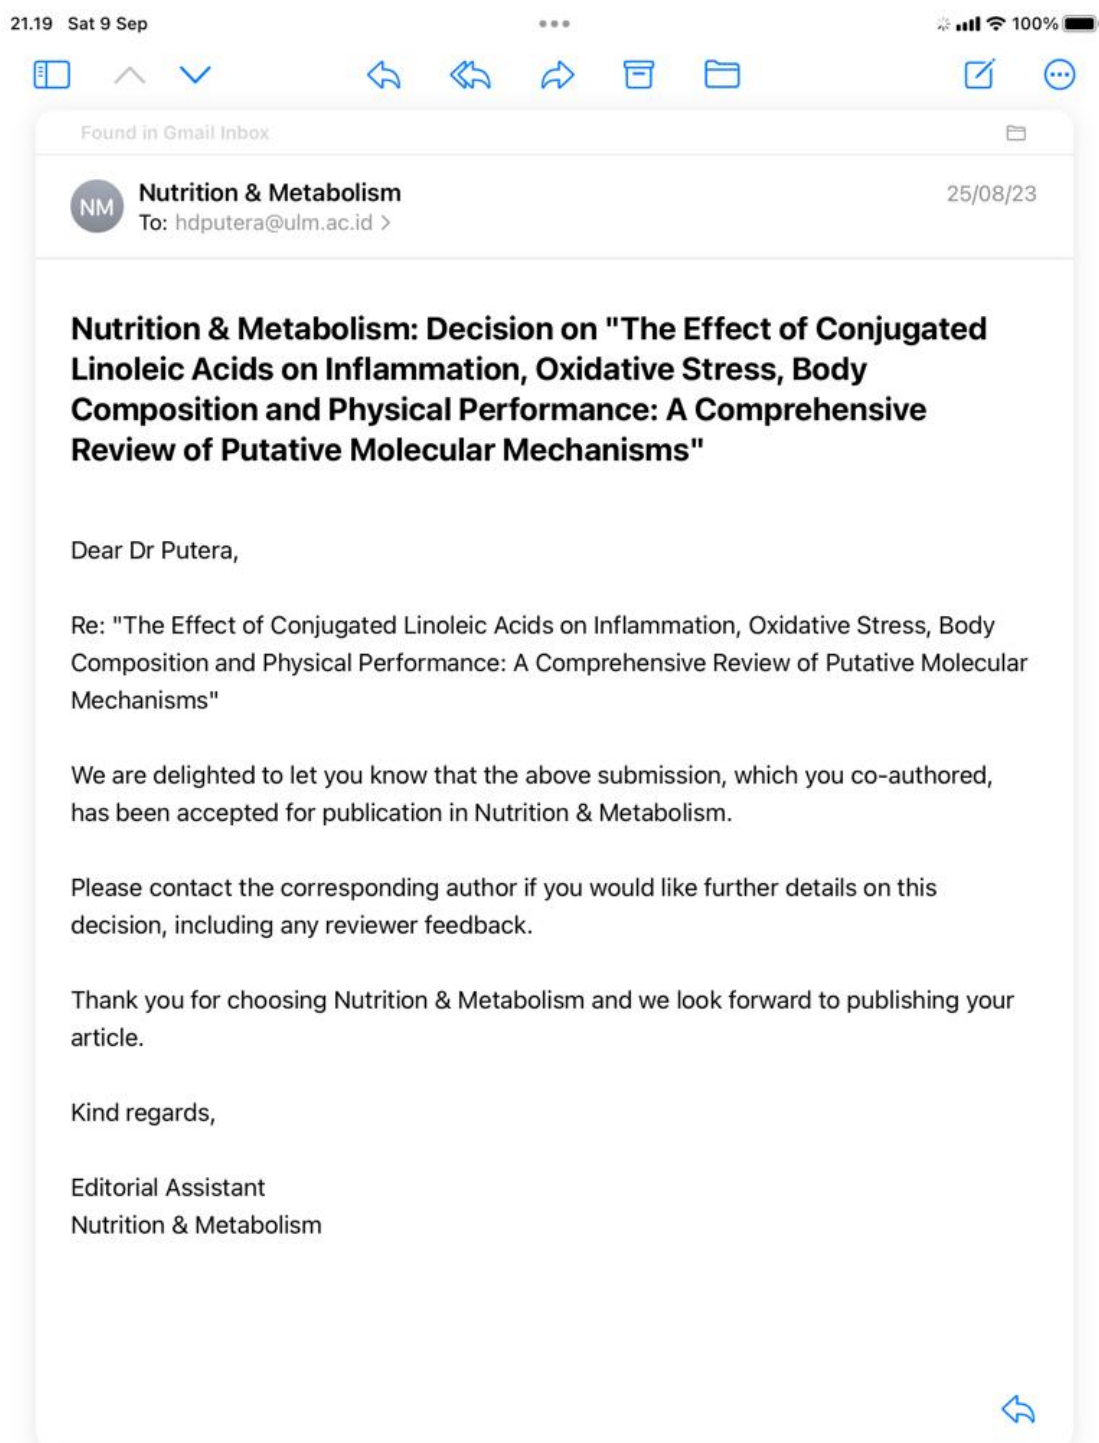 21.19 Sat 9 Sep
100%
Found in Gmail Inbox
NM
Nutrition & Metabolism
25/08/23
To: hdputera@ulm.ac.id >
Nutrition & Metabolism: Decision on "The Effect of Conjugated
Linoleic Acids on Inflammation, Oxidative Stress, Body
Composition and Physical Performance: A Comprehensive
Review of Putative Molecular Mechanisms"
Dear Dr Putera,
Re: "The Effect of Conjugated Linoleic Acids on Inflammation, Oxidative Stress, Body
Composition and Physical Performance: A Comprehensive Review of Putative Molecular
Mechanisms"
We are delighted to let you know that the above submission, which you co-authored,
has been accepted for publication in Nutrition & Metabolism.
Please contact the corresponding author if you would like further details on this
decision, including any reviewer feedback.
Thank you for choosing Nutrition & Metabolism and we look forward to publishing your
article.
Kind regards,
Editorial Assistant
Nutrition & Metabolism